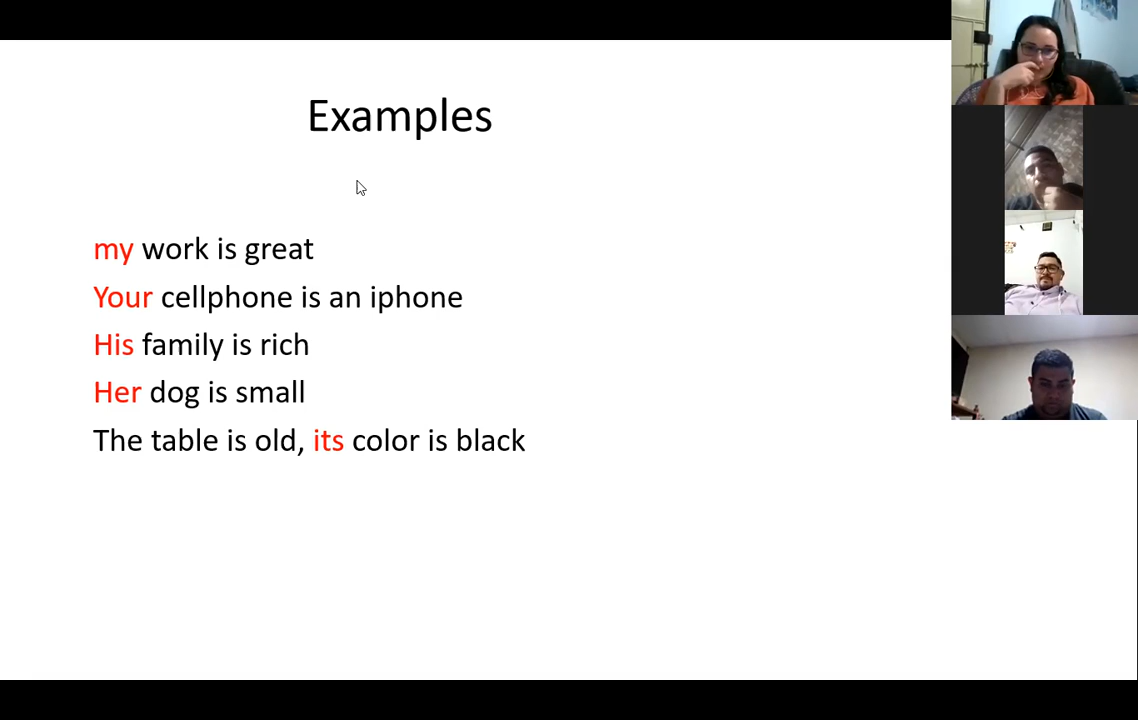 Examples
my work is great
Your cellphone is an iphone
His family is rich
Her dog is small
The table is old, its color is black